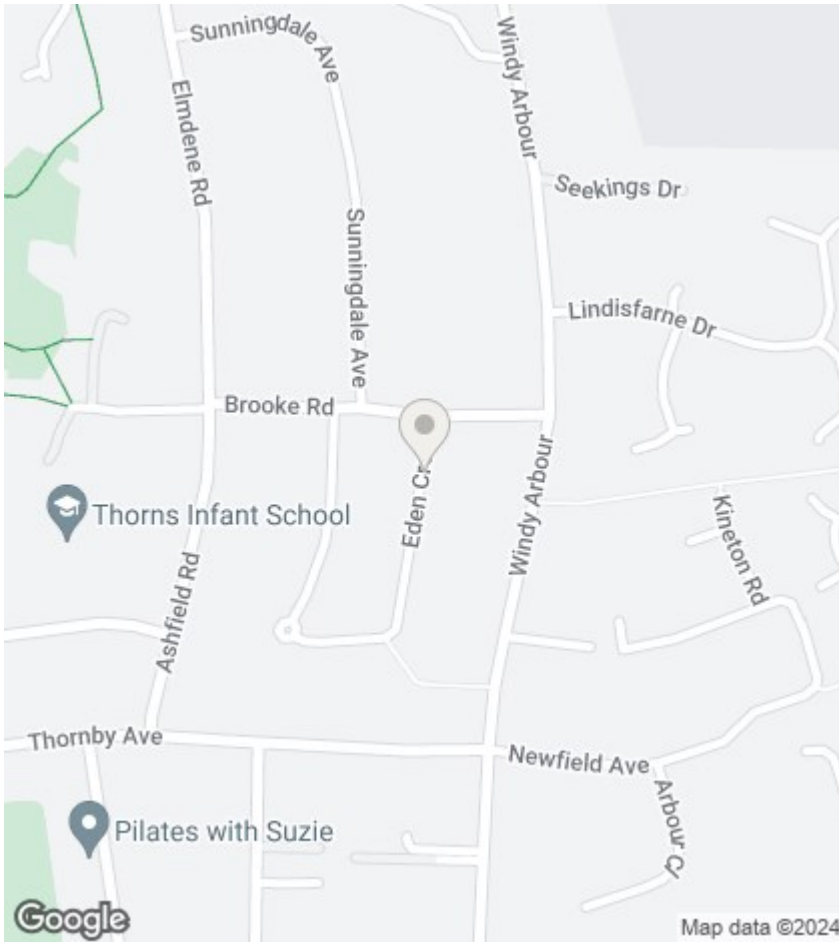 Sunningdale Ave
Windy Arbour
Elmdene Rd
Seekings Dr
Sunningdale Ave
Lindisfarne Dr
Brooke Rd
Windy Arbour
Eden
Thorns Infant School
Kineton Rd
Ashfield Rd
Thornby Ave
Newfield Ave
Arbour Cl
Pilates with Suzie
Google
Map data ©2024